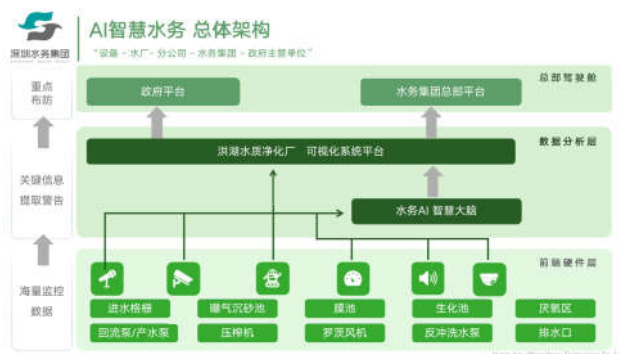 AI智慧水务 总体架构
深圳水务集团
“设备-水厂-分公司-水务集团-政府主管单位”
总部驾驶舱
重点
布防
政府平台
水务集团总部平台
数据分析层
洪湖水质净化厂 可视化系统平台
关键信息
提取警告
水务AI 智慧大脑
前端硬件层
海量监控
数据
进水格栅
曝气沉砂池
膜池
生化池
厌氧区
回流泵/产水泵
压榨机
罗茨风机
反冲洗水泵
排水口